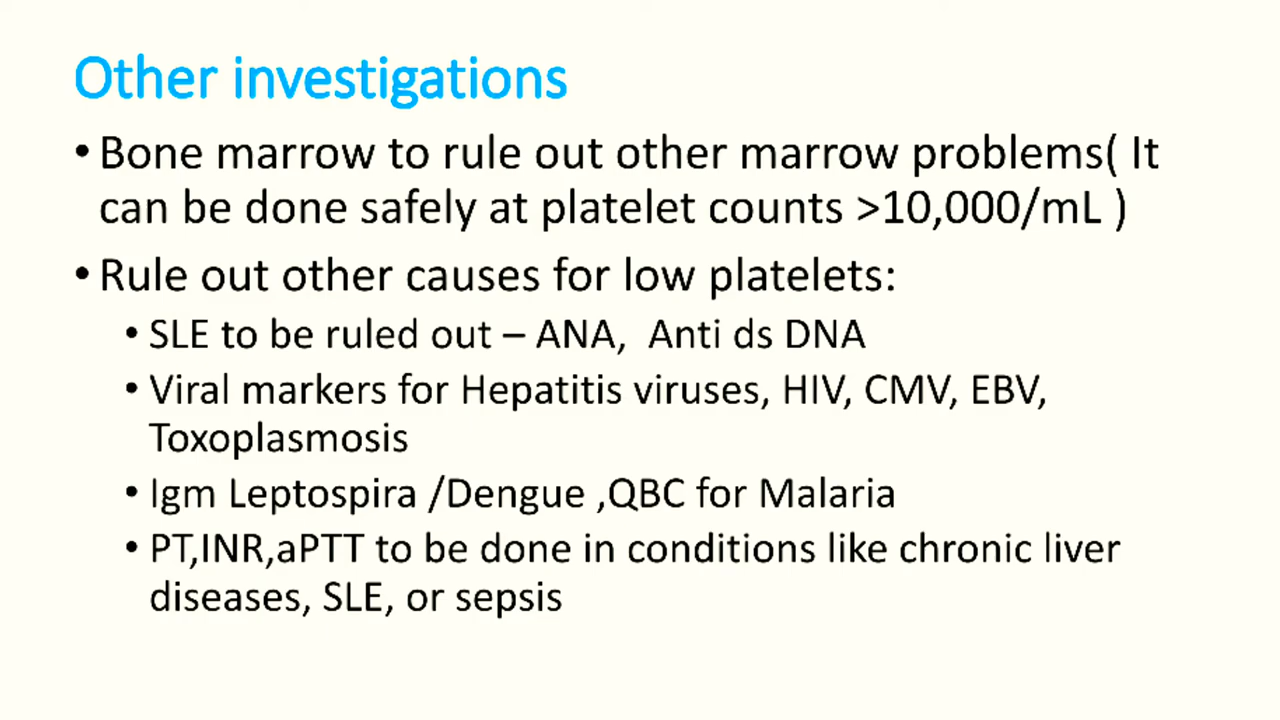 Other investigations
• Bone marrow to rule out other marrow problems( It
can be done safely at platelet counts >10,000/mL )
• Rule out other causes for low platelets:
• SLE to be ruled out – ANA,  Anti ds DNA
• Viral markers for Hepatitis viruses, HIV, CMV, EBV,
Toxoplasmosis
• Igm Leptospira /Dengue ,QBC for Malaria
• PT,INR,aPTT to be done in conditions like chronic liver
diseases, SLE, or sepsis